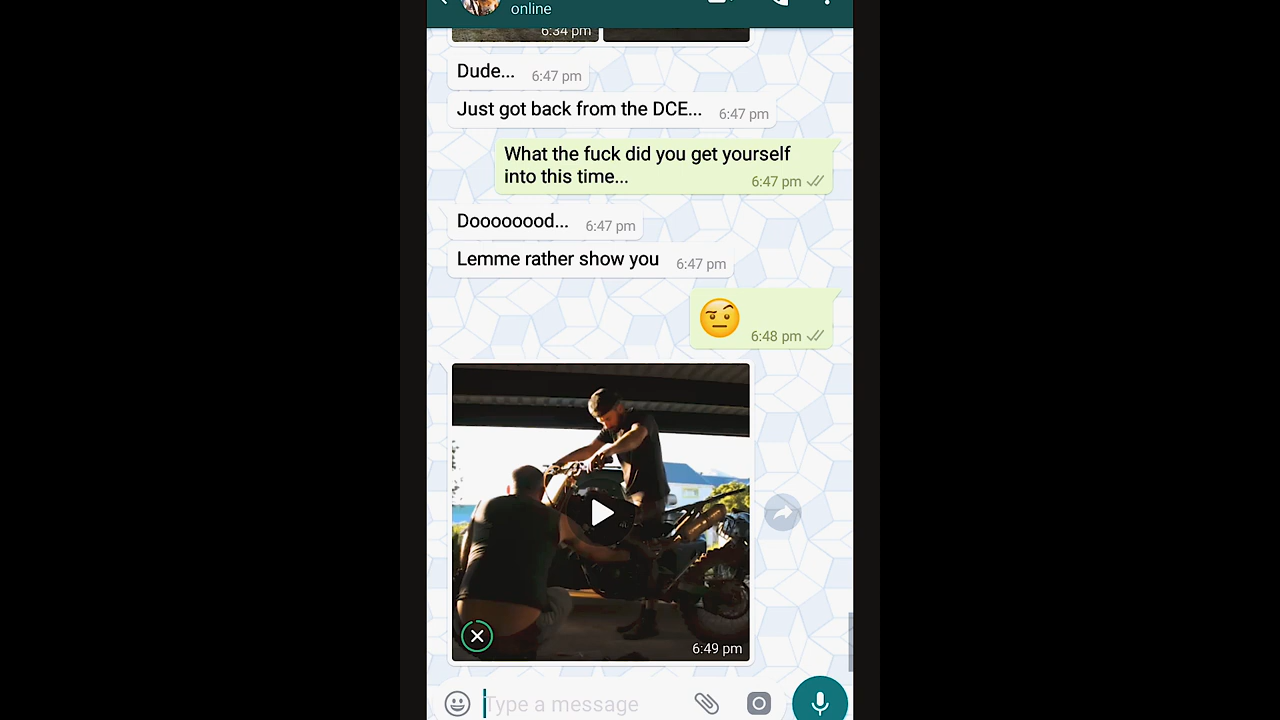 online
6:34 pm
Dude... 6:47 pm
Just got back from the DCE... 6:47 pm
What the fuck did you get yourself
into this time... 6:47 pm
Doooooood... 6:47 pm
Lemme rather show you 6:47 pm
6:48 pm
6:49 pm
Type a message